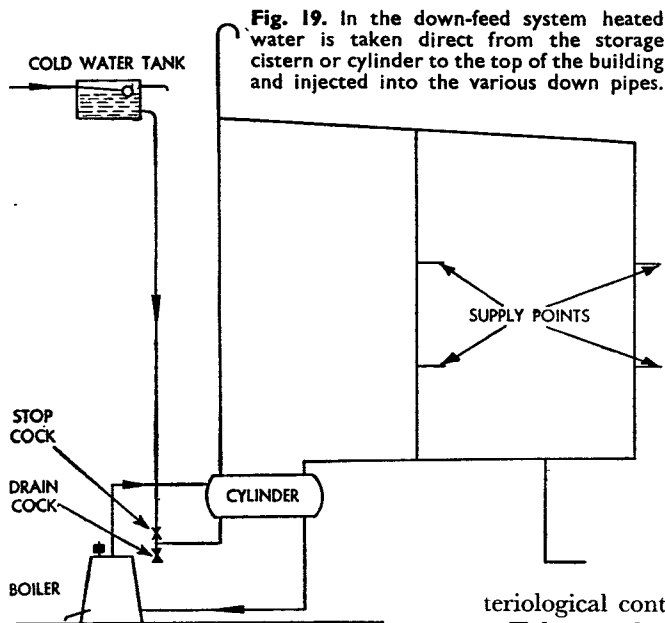 Fig. 19. In the down-feed system heated
water is taken direct from the storage
cistern or cylinder to the top of the building
and injected into the various down pipes.
COLD WATER TANK
SUPPLY POINTS
STOP
COCK
DRAIN
COCK
CYLINDER
BOILER
teriological cont